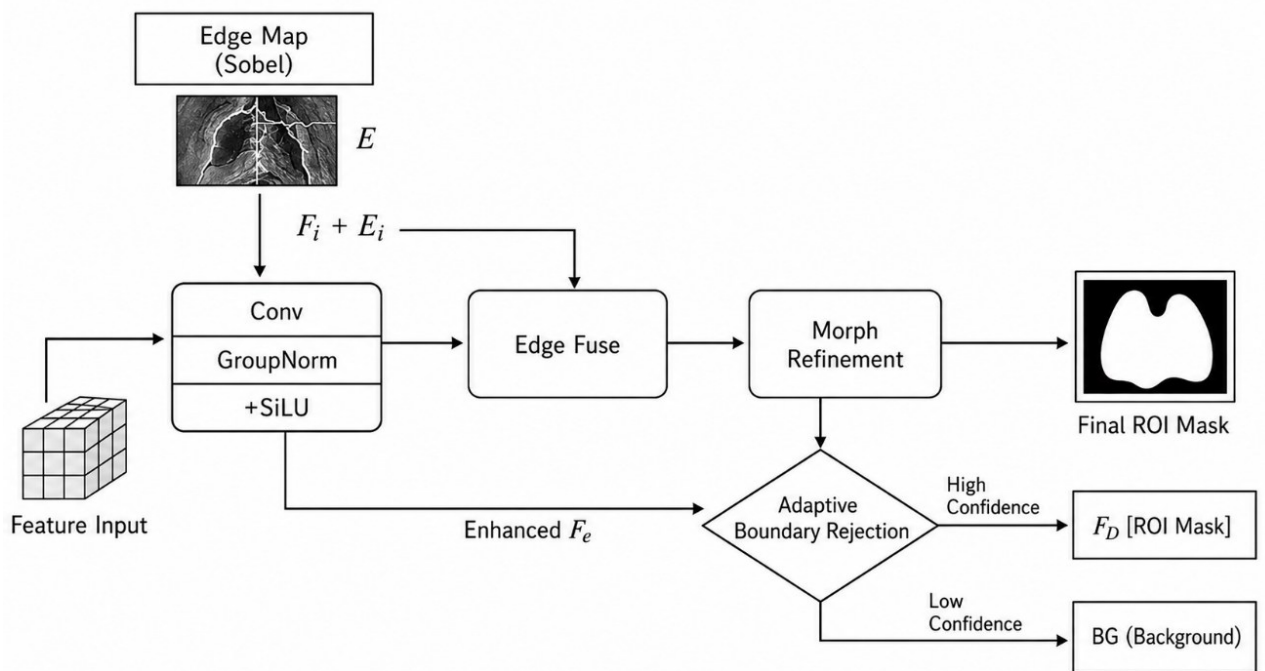 Edge Map
(Sobel)
E
F_i + E_i
Conv
GroupNorm
+SiLU
Edge Fuse
Morph
Refinement
Final ROI Mask
Feature Input
Enhanced F_e
Adaptive
Boundary Rejection
High
Confidence
F_D [ROI Mask]
Low
Confidence
BG (Background)